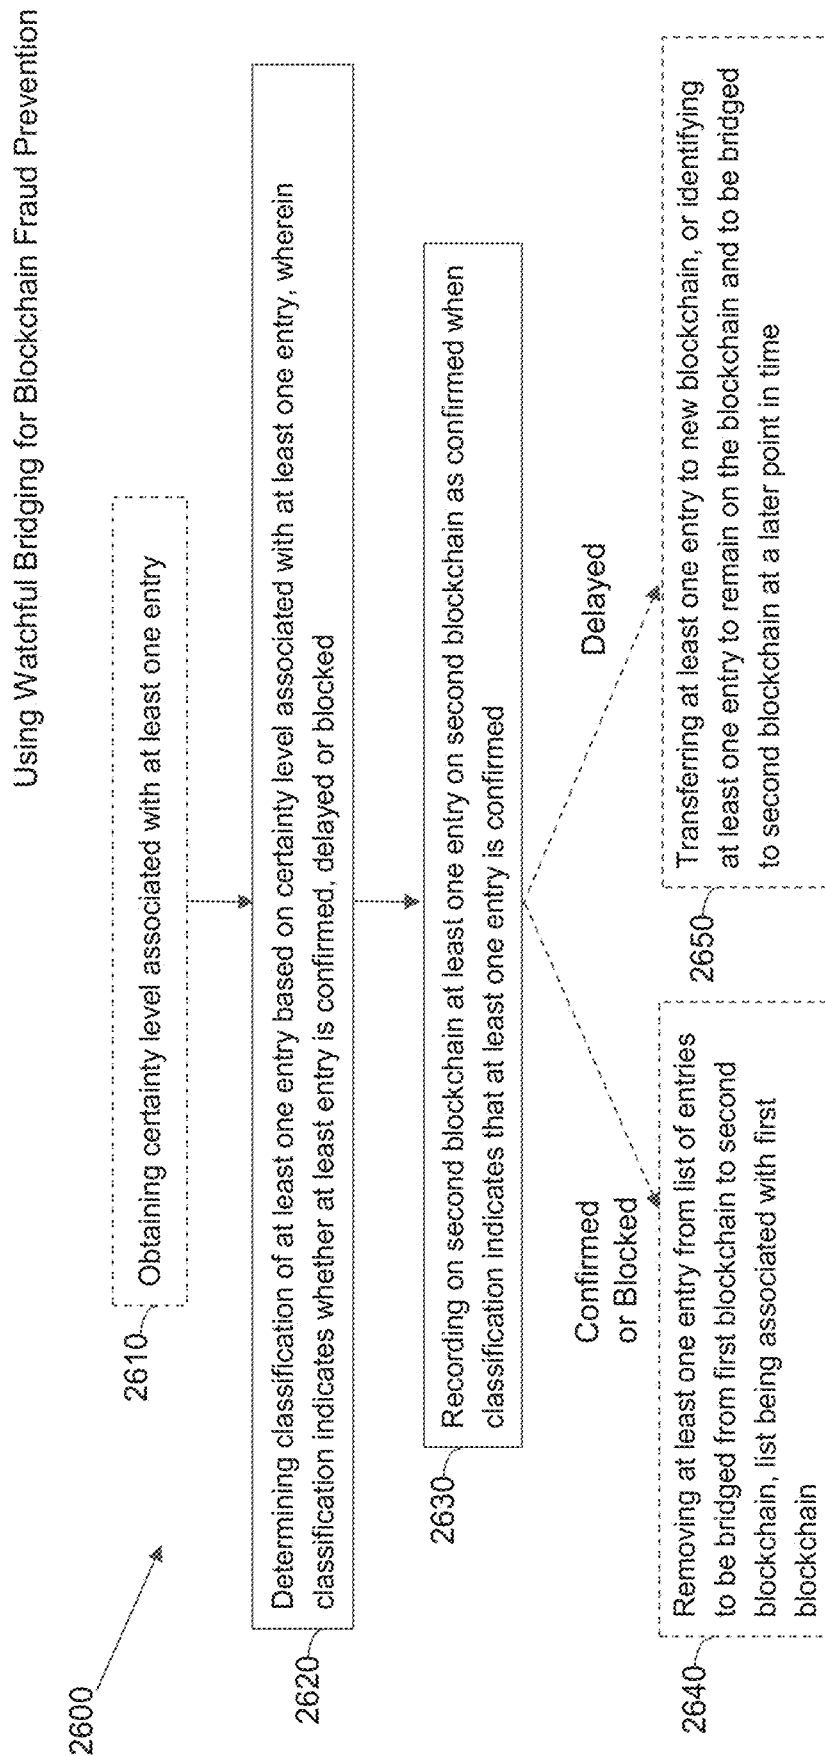 Using Watchful Bridging for Blockchain Fraud Prevention
2600
2610
Obtaining certainty level associated with at least one entry
2620
Determining classification of at least one entry based on certainty level associated with at least one entry, wherein
classification indicates whether at least entry is confirmed, delayed or blocked
2630
Recording on second blockchain at least one entry on second blockchain as confirmed when
classification indicates that at least one entry is confirmed
Confirmed
or Blocked
Delayed
2640
Removing at least one entry from list of entries
to be bridged from first blockchain to second
blockchain, list being associated with first
blockchain
2650
Transferring at least one entry to new blockchain, or identifying
at least one entry to remain on the blockchain and to be bridged
to second blockchain at a later point in time